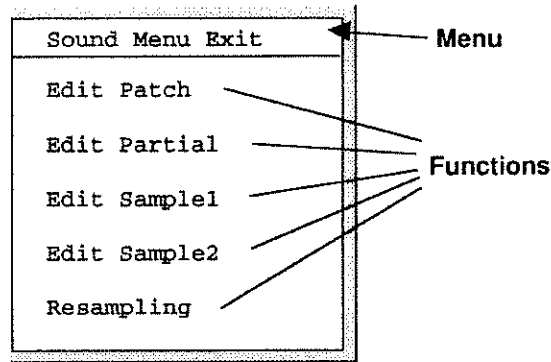 Sound Menu Exit
Menu
Edit Patch
Edit Partial
Functions
Edit Sample1
Edit Sample2
Resampling